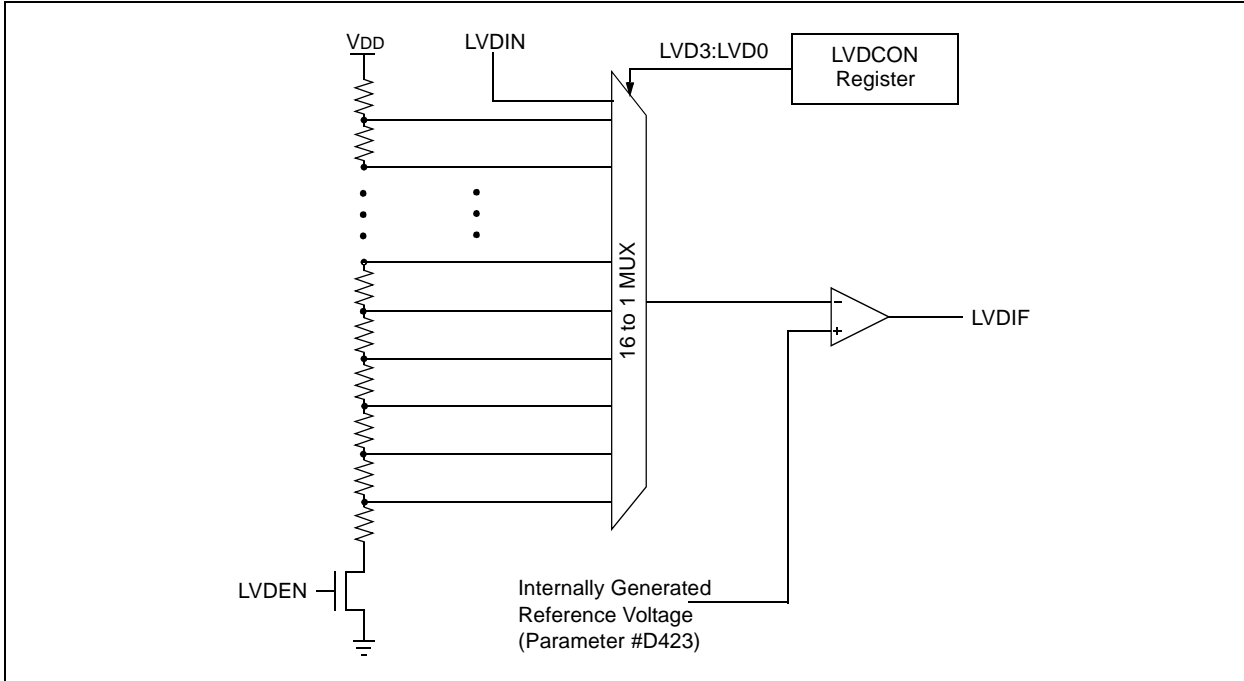 VDD
LVDIN
LVD3:LVD0
LVDCON
Register
16 to 1 MUX
–
+
LVDIF
LVDEN
Internally Generated
Reference Voltage
(Parameter #D423)